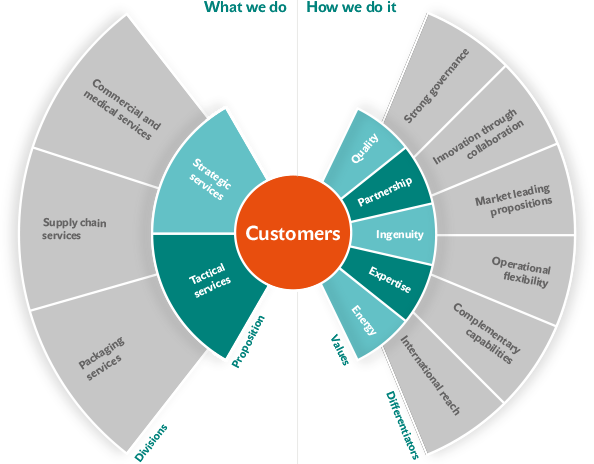 What we do
How we do it
Commercial and
medical services
Supply chain
services
Packaging
services
Divisions
Strategic
services
Tactical
services
Proposition
Customers
Quality
Partnership
Ingenuity
Expertise
Energy
Values
Strong governance
Innovation through
collaboration
Market leading
propositions
Operational
flexibility
Complementary
capabilities
International reach
Differentiators